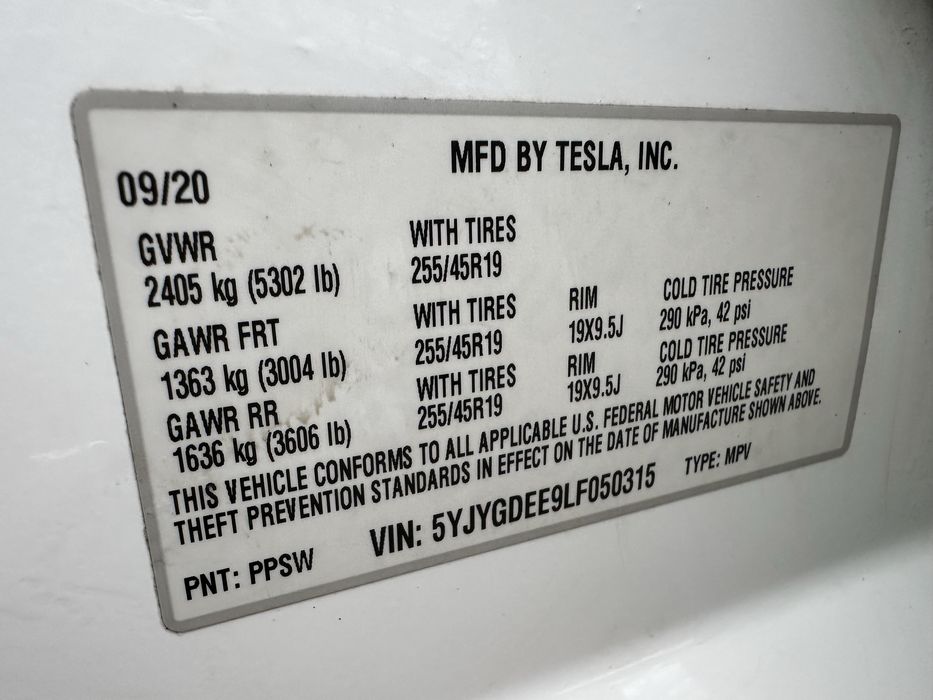 MFD BY TESLA, INC.
09/20
GVWR
2405 kg (5302 lb)
WITH TIRES
255/45R19
GAWR FRT
1363 kg (3004 lb)
WITH TIRES
255/45R19
RIM
19X9.5J
COLD TIRE PRESSURE
290 kPa, 42 psi
GAWR RR
1636 kg (3606 lb)
WITH TIRES
255/45R19
RIM
19X9.5J
COLD TIRE PRESSURE
290 kPa, 42 psi
THIS VEHICLE CONFORMS TO ALL APPLICABLE U.S. FEDERAL MOTOR VEHICLE SAFETY AND
THEFT PREVENTION STANDARDS IN EFFECT ON THE DATE OF MANUFACTURE SHOWN ABOVE.
PNT: PPSW
VIN: 5YJYGDEE9LF050315
TYPE: MPV